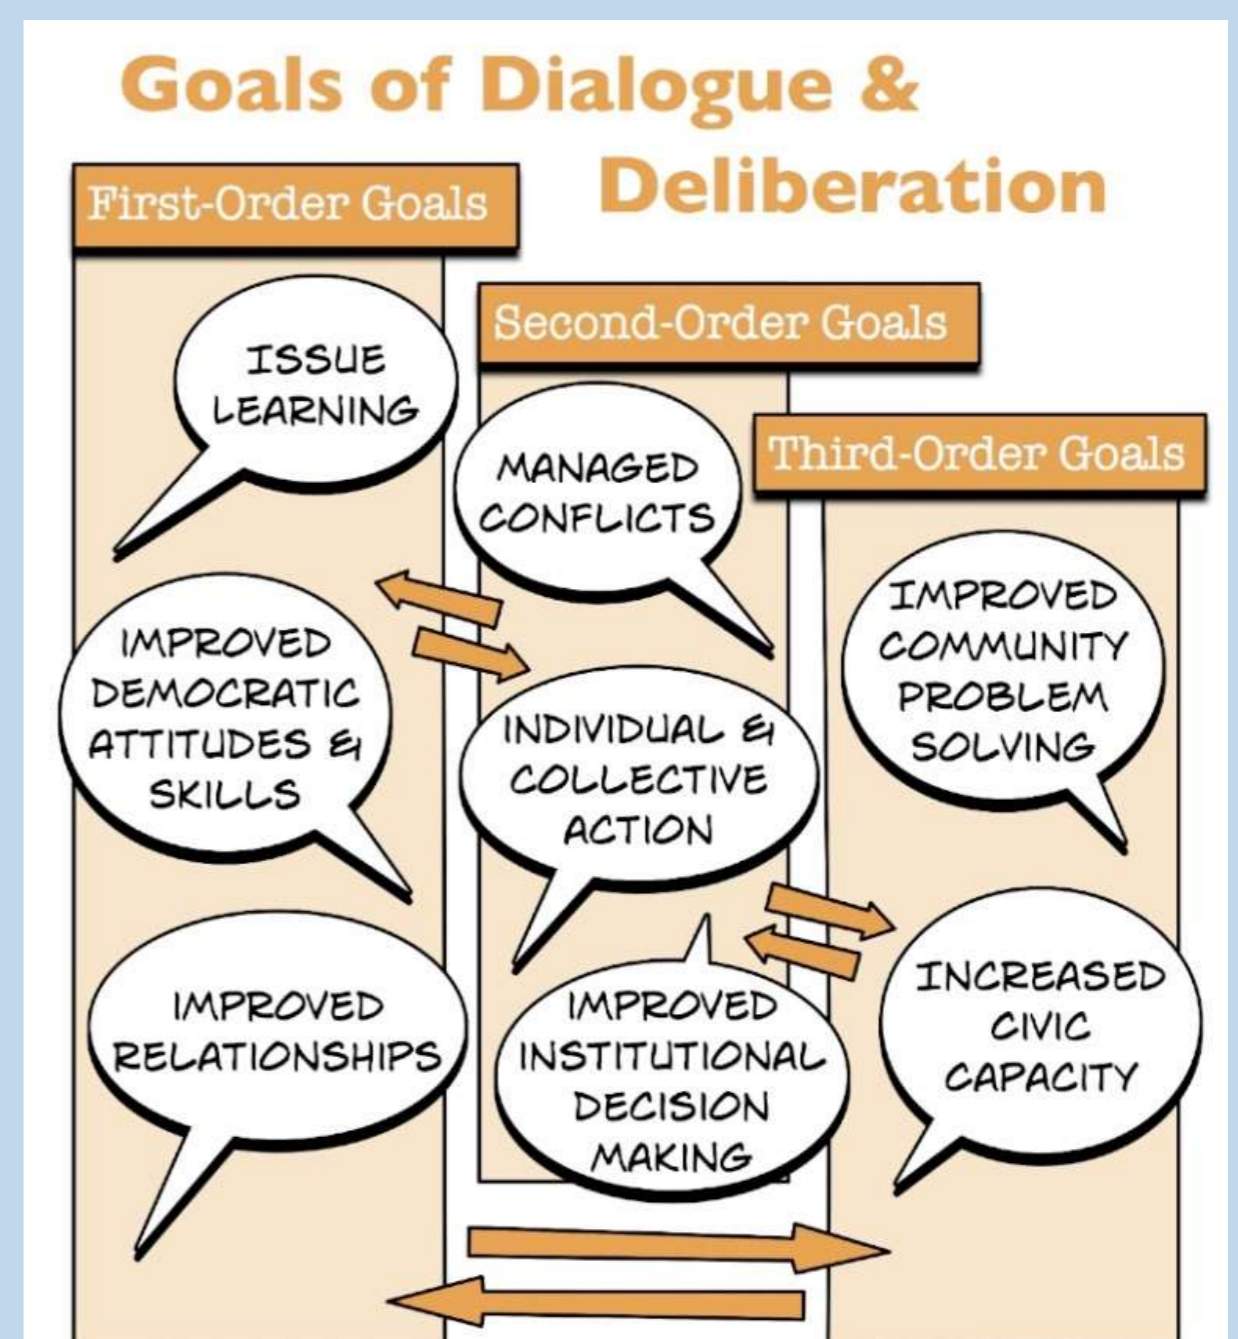 Goals of Dialogue &
Deliberation
First-Order Goals
ISSUE
LEARNING
IMPROVED
DEMOCRATIC
ATTITUDES &
SKILLS
IMPROVED
RELATIONSHIPS
Second-Order Goals
MANAGED
CONFLICTS
INDIVIDUAL &
COLLECTIVE
ACTION
IMPROVED
INSTITUTIONAL
DECISION
MAKING
Third-Order Goals
IMPROVED
COMMUNITY
PROBLEM
SOLVING
INCREASED
CIVIC
CAPACITY